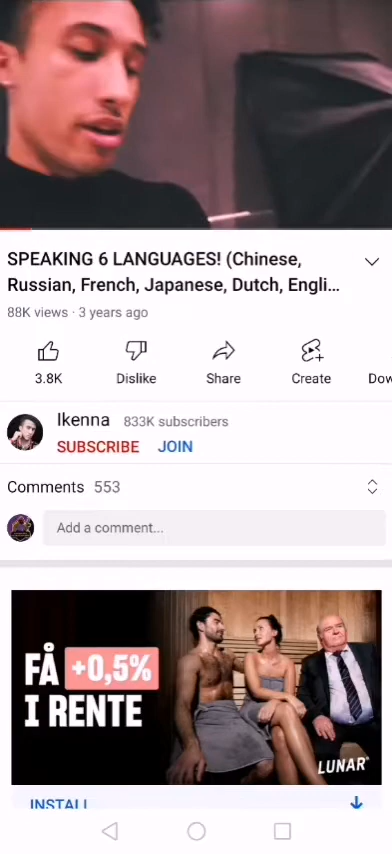 SPEAKING 6 LANGUAGES! (Chinese,
Russian, French, Japanese, Dutch, Engli...
88K views · 3 years ago
3.8K
Dislike
Share
Create
Dow
Ikenna 833K subscribers
SUBSCRIBE JOIN
Comments 553
Add a comment...
FÅ +0,5%
I RENTE
LUNAR®
INSTALL